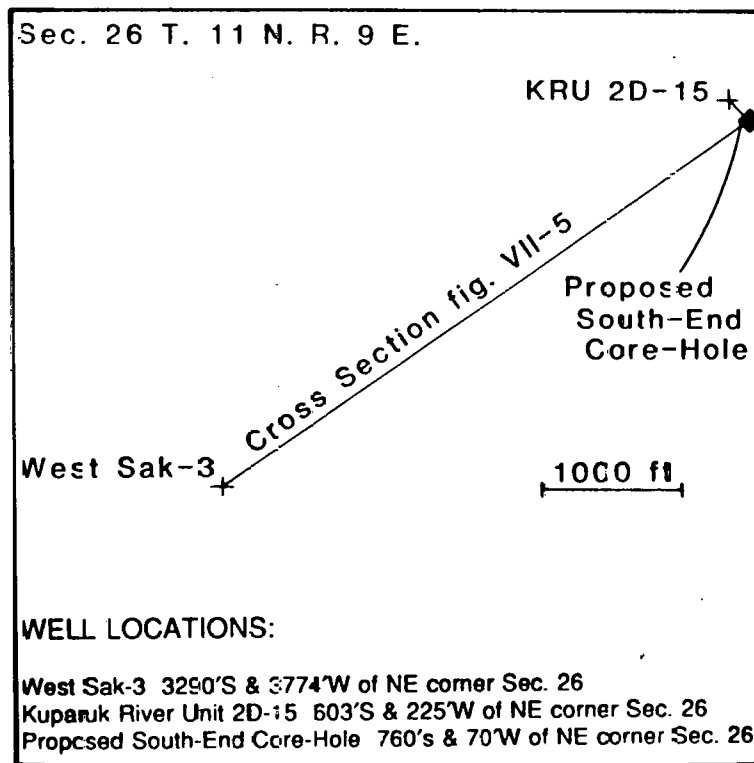 Sec. 26 T. 11 N. R. 9 E.
KRU 2D-15
Cross Section fig. VII-5
Proposed
South-End
Core-Hole
West Sak-3
1000 ft
WELL LOCATIONS:
West Sak-3 3290'S & 3774'W of NE corner Sec. 26
Kuparuk River Unit 2D-15 603'S & 225'W of NE corner Sec. 26
Proposed South-End Core-Hole 760's & 70'W of NE corner Sec. 26